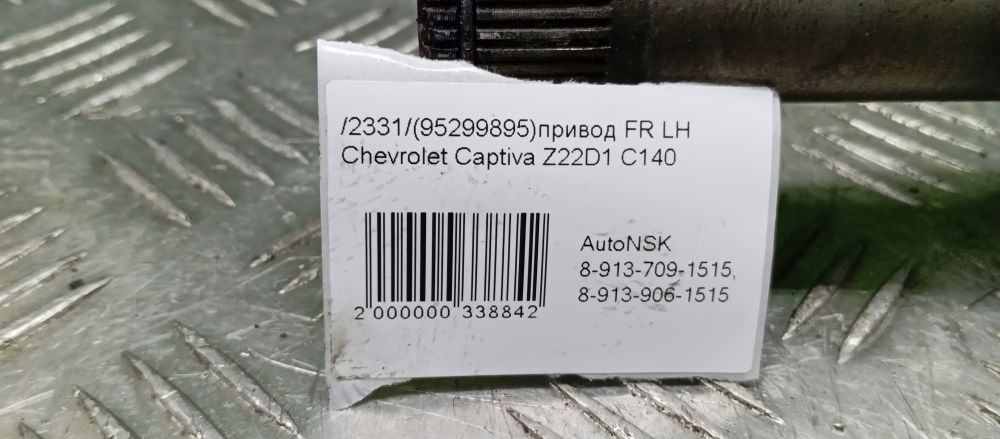 /2331/(95299895)привод FR LH
Chevrolet Captiva Z22D1 C140
AutoNSK
8-913-709-1515,
8-913-906-1515
2 000000 338842